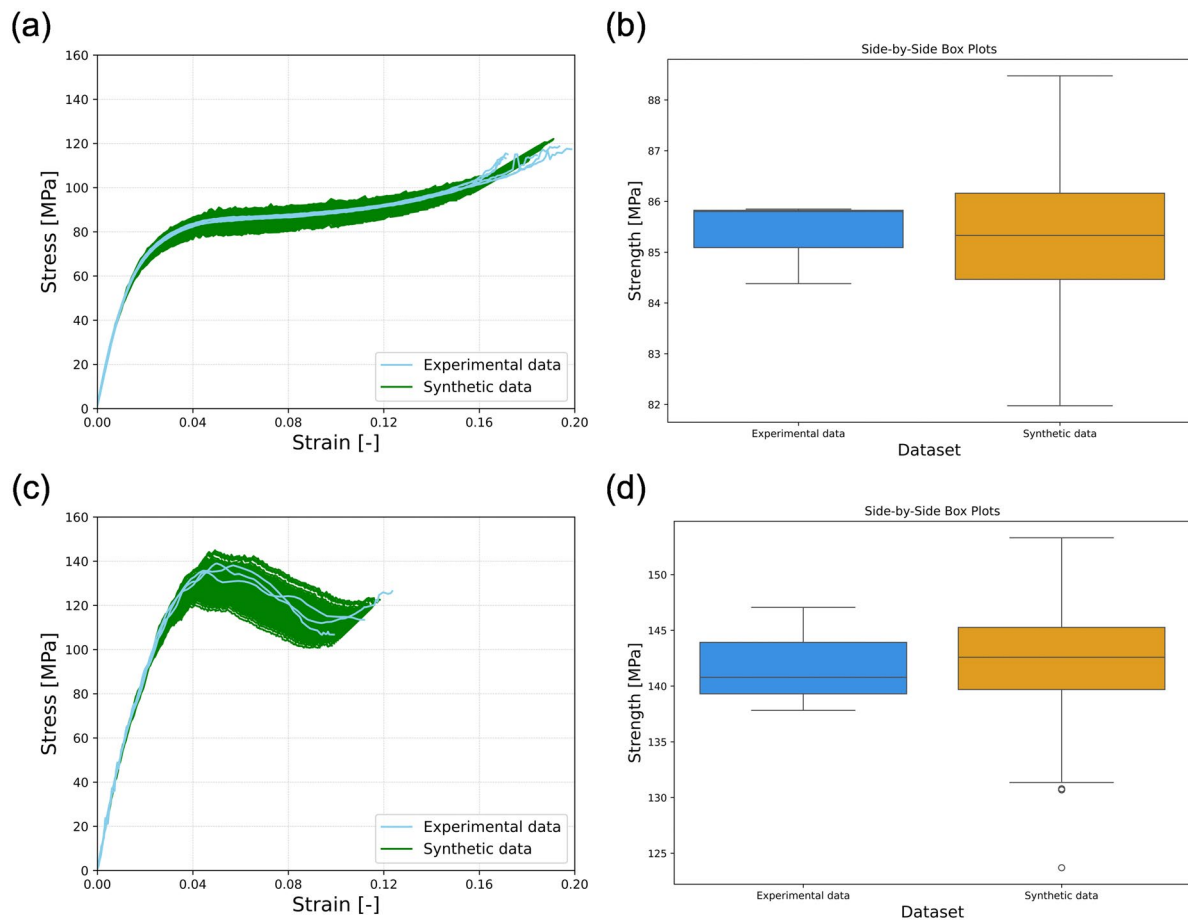 (a)
160
140
120
100
80
60
40
20
0
Stress [MPa]
0.00 0.04 0.08 0.12 0.16 0.20
Strain [-]
Experimental data
Synthetic data
(b)
Side-by-Side Box Plots
88
87
86
85
84
83
82
Strength [MPa]
Experimental data Synthetic data
Dataset
(c)
160
140
120
100
80
60
40
20
0
Stress [MPa]
0.00 0.04 0.08 0.12 0.16 0.20
Strain [-]
Experimental data
Synthetic data
(d)
Side-by-Side Box Plots
150
145
140
135
130
125
Strength [MPa]
Experimental data Synthetic data
Dataset